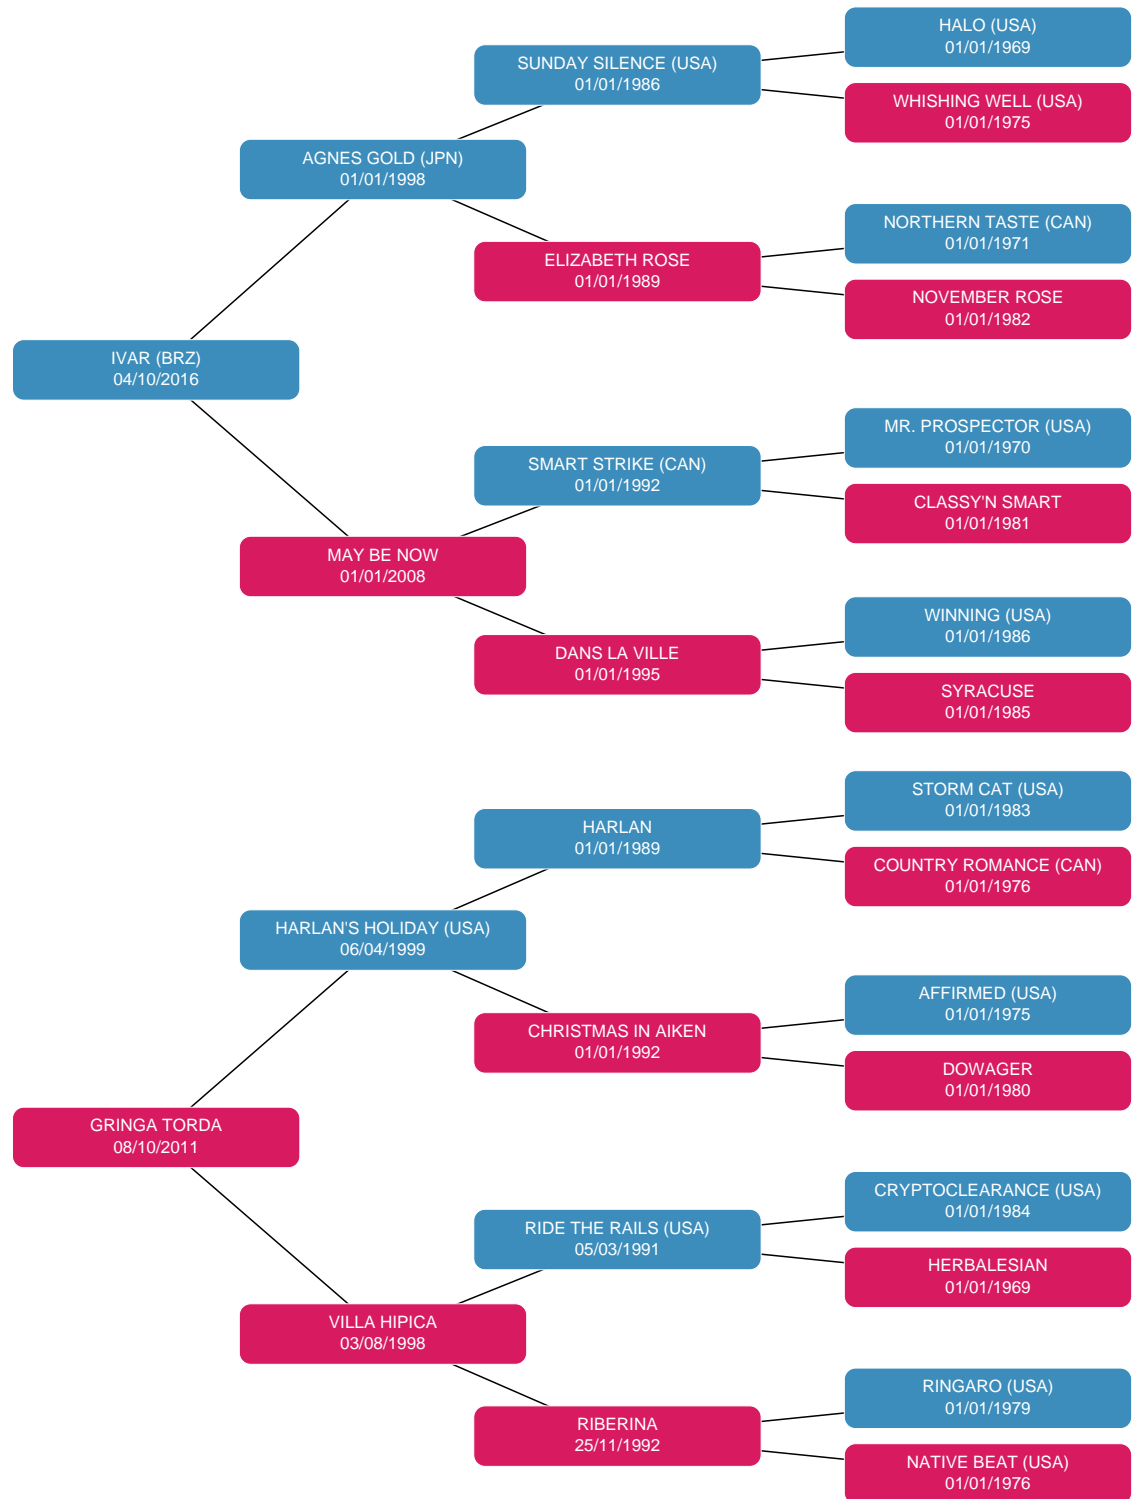 HALO (USA)
01/01/1969
SUNDAY SILENCE (USA)
01/01/1986
WHISHING WELL (USA)
01/01/1975
AGNES GOLD (JPN)
01/01/1998
NORTHERN TASTE (CAN)
01/01/1971
ELIZABETH ROSE
01/01/1989
NOVEMBER ROSE
01/01/1982
IVAR (BRZ)
04/10/2016
MR. PROSPECTOR (USA)
01/01/1970
SMART STRIKE (CAN)
01/01/1992
CLASSY'N SMART
01/01/1981
MAY BE NOW
01/01/2008
WINNING (USA)
01/01/1986
DANS LA VILLE
01/01/1995
SYRACUSE
01/01/1985
STORM CAT (USA)
01/01/1983
HARLAN
01/01/1989
COUNTRY ROMANCE (CAN)
01/01/1976
HARLAN'S HOLIDAY (USA)
06/04/1999
AFFIRMED (USA)
01/01/1975
CHRISTMAS IN AIKEN
01/01/1992
DOWAGER
01/01/1980
GRINGA TORDA
08/10/2011
CRYPTOCLEARANCE (USA)
01/01/1984
RIDE THE RAILS (USA)
05/03/1991
HERBALESIAN
01/01/1969
VILLA HIPICA
03/08/1998
RINGARO (USA)
01/01/1979
RIBERINA
25/11/1992
NATIVE BEAT (USA)
01/01/1976